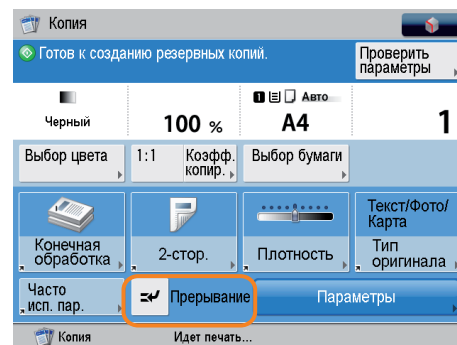 Копия
Готов к созданию резервных копий.
Проверить
параметры
Черный
100 %
1 Авто
A4
1
Выбор цвета
1:1
Коэфф.
копир.
Выбор бумаги
Конечная
обработка
2-стор.
Плотность
Текст/Фото/
Карта
Тип
оригинала
Часто
исп. пар.
Прерывание
Параметры
Копия
Идет печать...